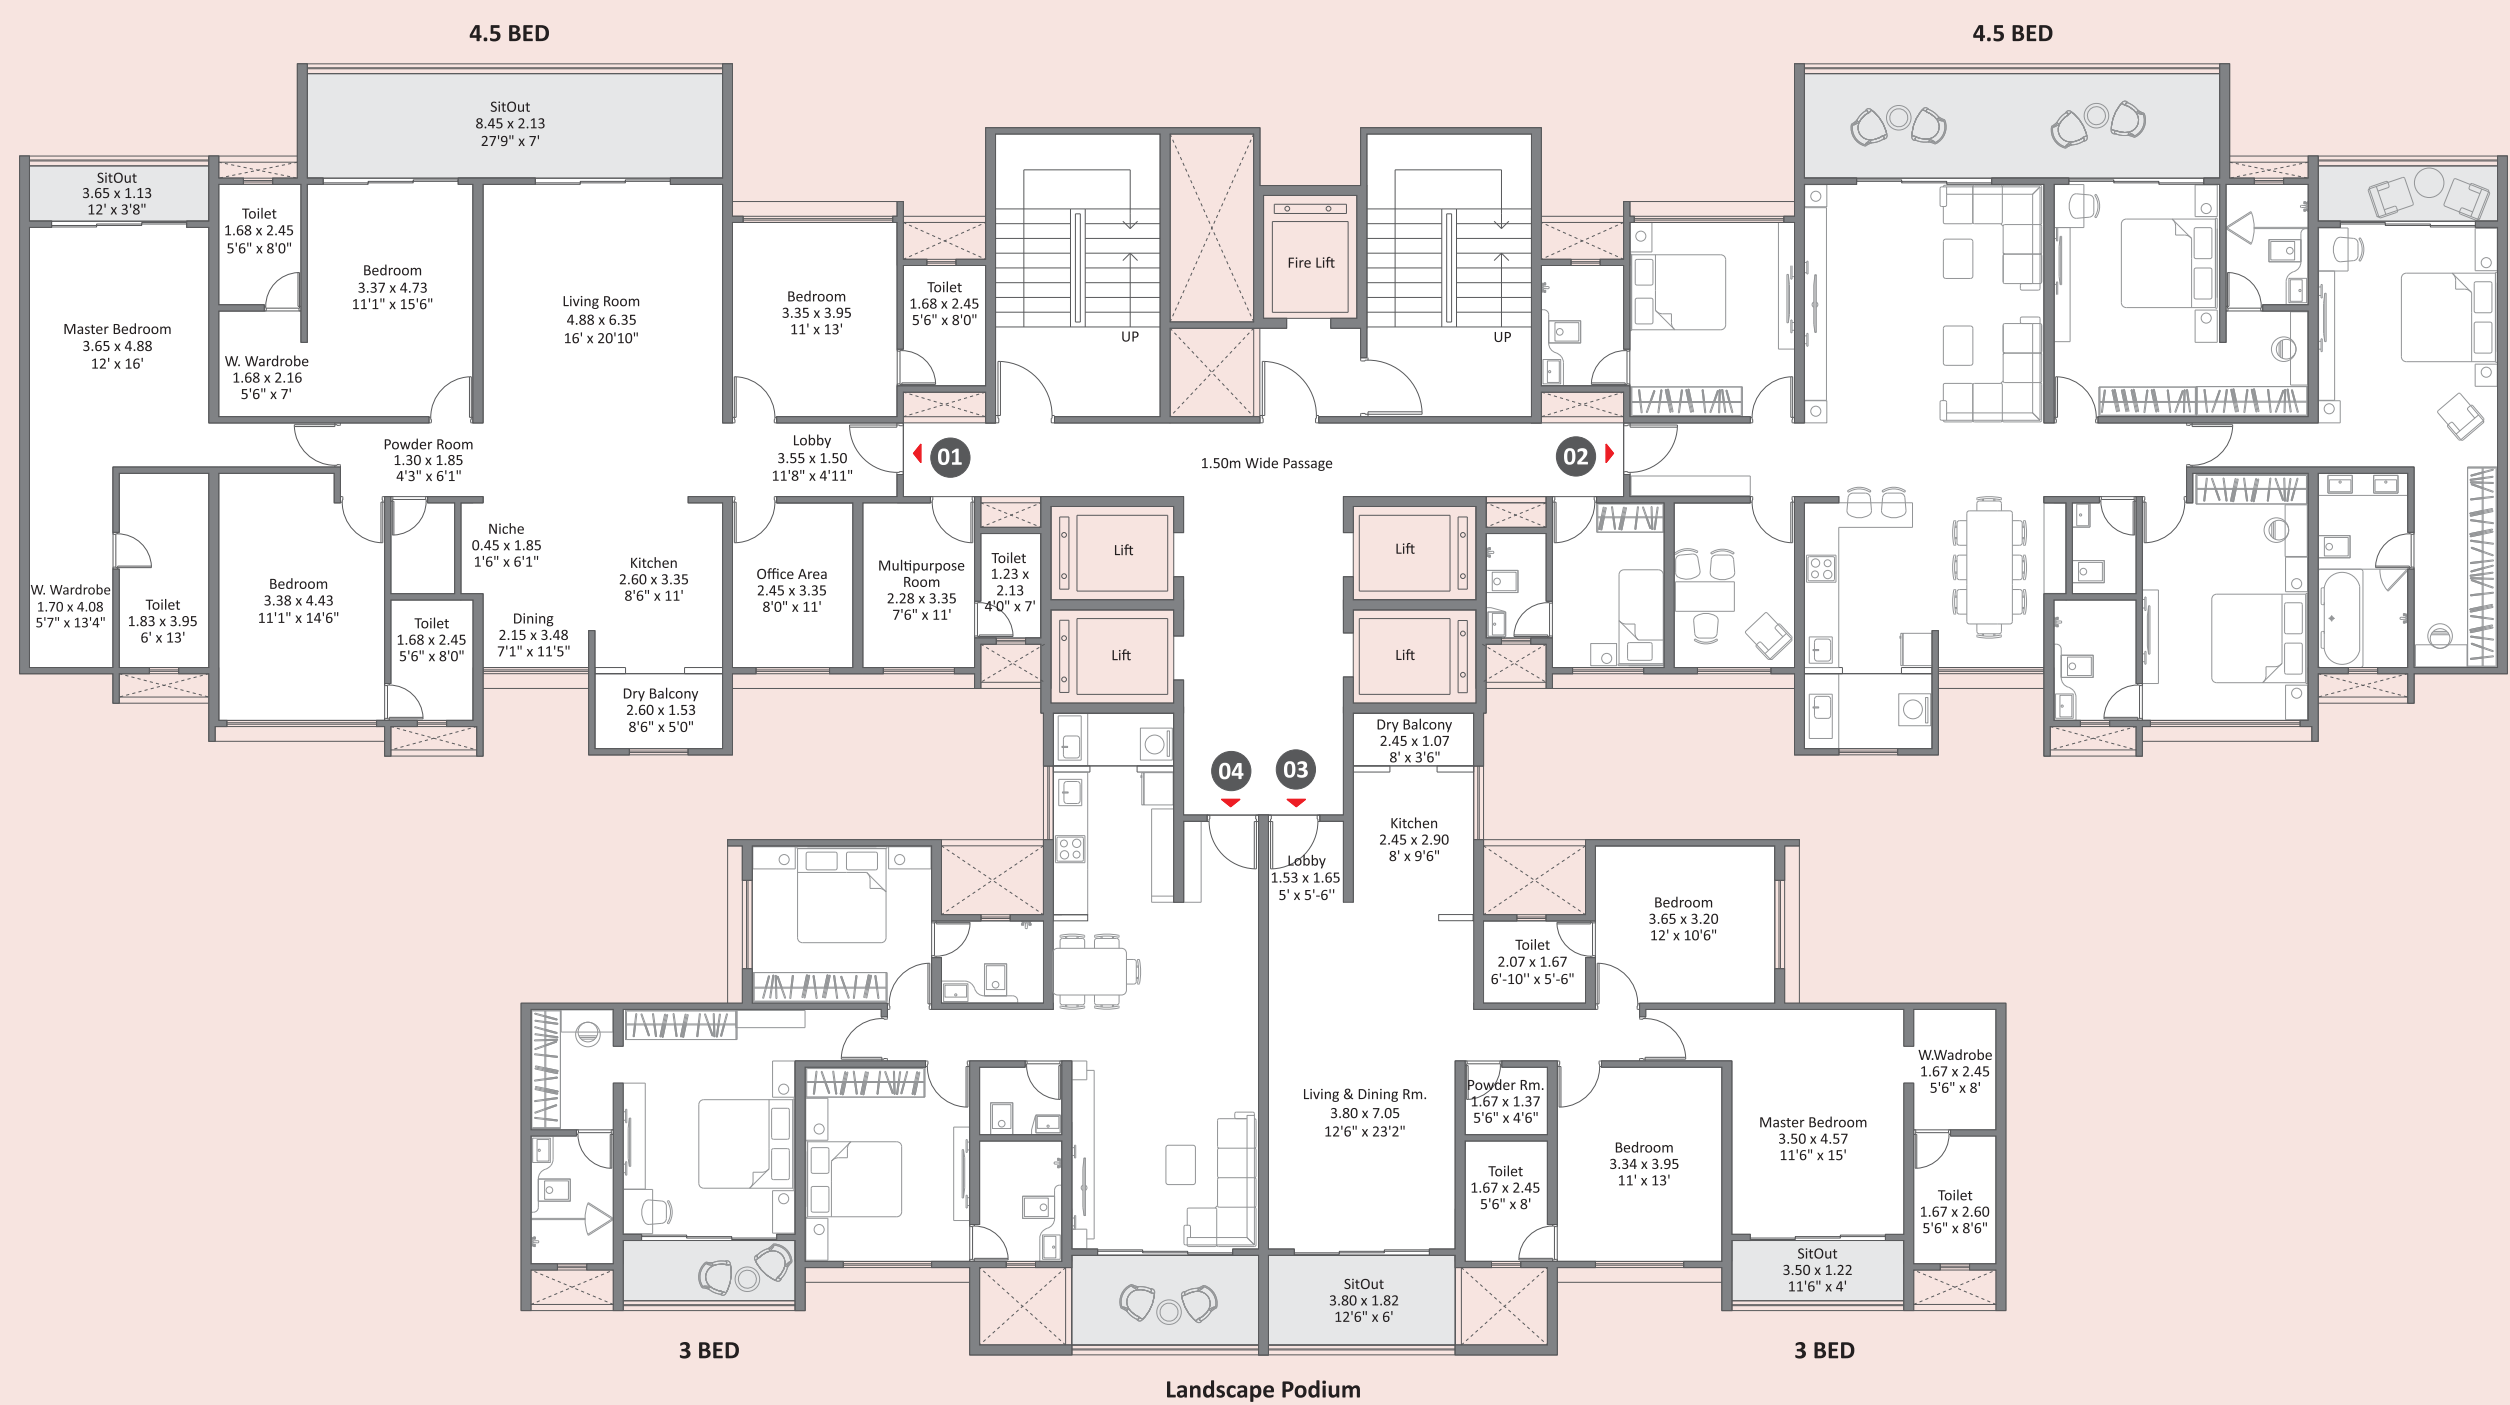 4.5 BED
4.5 BED
SitOut
8.45 x 2.13
27'9" x 7'
SitOut
3.65 x 1.13
12' x 3'8"
Toilet
1.68 x 2.45
5'6" x 8'0"
Bedroom
3.37 x 4.73
11'1" x 15'6"
Living Room
4.88 x 6.35
16' x 20'10"
Bedroom
3.35 x 3.95
11' x 13'
Toilet
1.68 x 2.45
5'6" x 8'0"
Fire Lift
UP
UP
Master Bedroom
3.65 x 4.88
12' x 16'
W. Wardrobe
1.68 x 2.16
5'6" x 7'
Powder Room
1.30 x 1.85
4'3" x 6'1"
Lobby
3.55 x 1.50
11'8" x 4'11"
01
1.50m Wide Passage
02
Niche
0.45 x 1.85
1'6" x 6'1"
Kitchen
2.60 x 3.35
8'6" x 11'
Office Area
2.45 x 3.35
8'0" x 11'
Multipurpose
Room
2.28 x 3.35
7'6" x 11'
Toilet
1.23 x
2.13
4'0" x 7'
Lift
Lift
W. Wardrobe
1.70 x 4.08
5'7" x 13'4"
Toilet
1.83 x 3.95
6' x 13'
Bedroom
3.38 x 4.43
11'1" x 14'6"
Toilet
1.68 x 2.45
5'6" x 8'0"
Dining
2.15 x 3.48
7'1" x 11'5"
Lift
Lift
Dry Balcony
2.60 x 1.53
8'6" x 5'0"
Dry Balcony
2.45 x 1.07
8' x 3'6"
04
03
Kitchen
2.45 x 2.90
8' x 9'6"
Lobby
1.53 x 1.65
5' x 5'-6''
Bedroom
3.65 x 3.20
12' x 10'6"
Toilet
2.07 x 1.67
6'-10'' x 5'-6"
Living & Dining Rm.
3.80 x 7.05
12'6" x 23'2"
Powder Rm.
1.67 x 1.37
5'6" x 4'6"
W.Wadrobe
1.67 x 2.45
5'6" x 8'
Master Bedroom
3.50 x 4.57
11'6" x 15'
Bedroom
3.34 x 3.95
11' x 13'
Toilet
1.67 x 2.45
5'6" x 8'
Toilet
1.67 x 2.60
5'6" x 8'6"
SitOut
3.50 x 1.22
11'6" x 4'
SitOut
3.80 x 1.82
12'6" x 6'
3 BED
3 BED
Landscape Podium